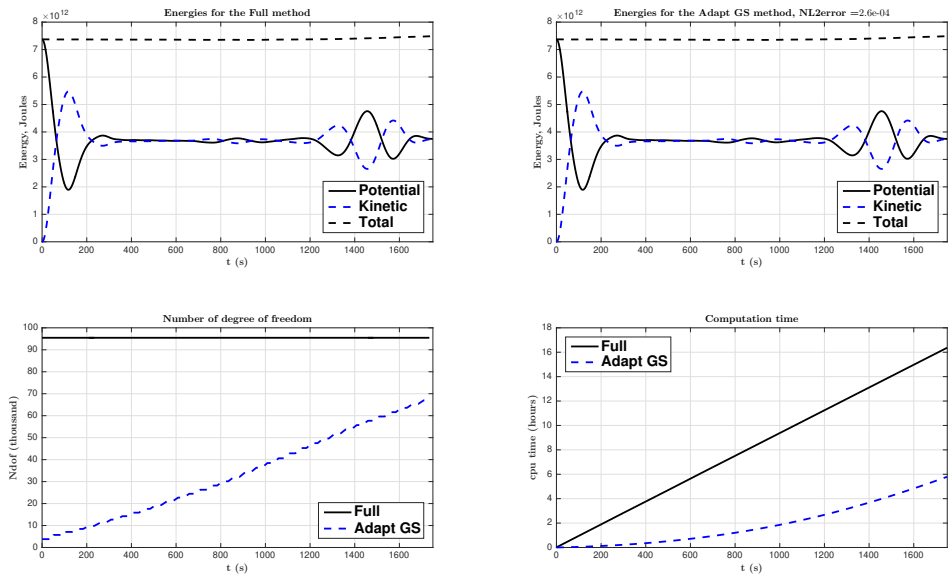 Energies for the Full method
×10^12
8
7
6
5
4
3
2
1
0
Energy, Joules
Potential
Kinetic
Total
0 200 400 600 800 1000 1200 1400 1600
t (s)
Energies for the Adapt GS method, NL2error =2.6e-04
×10^12
8
7
6
5
4
3
2
1
0
Energy, Joules
Potential
Kinetic
Total
0 200 400 600 800 1000 1200 1400 1600
t (s)
Number of degree of freedom
100
90
80
70
60
50
40
30
20
10
0
Ndof (thousand)
Full
Adapt GS
0 200 400 600 800 1000 1200 1400 1600
t (s)
Computation time
18
16
14
12
10
8
6
4
2
0
cpu time (hours)
Full
Adapt GS
0 200 400 600 800 1000 1200 1400 1600
t (s)